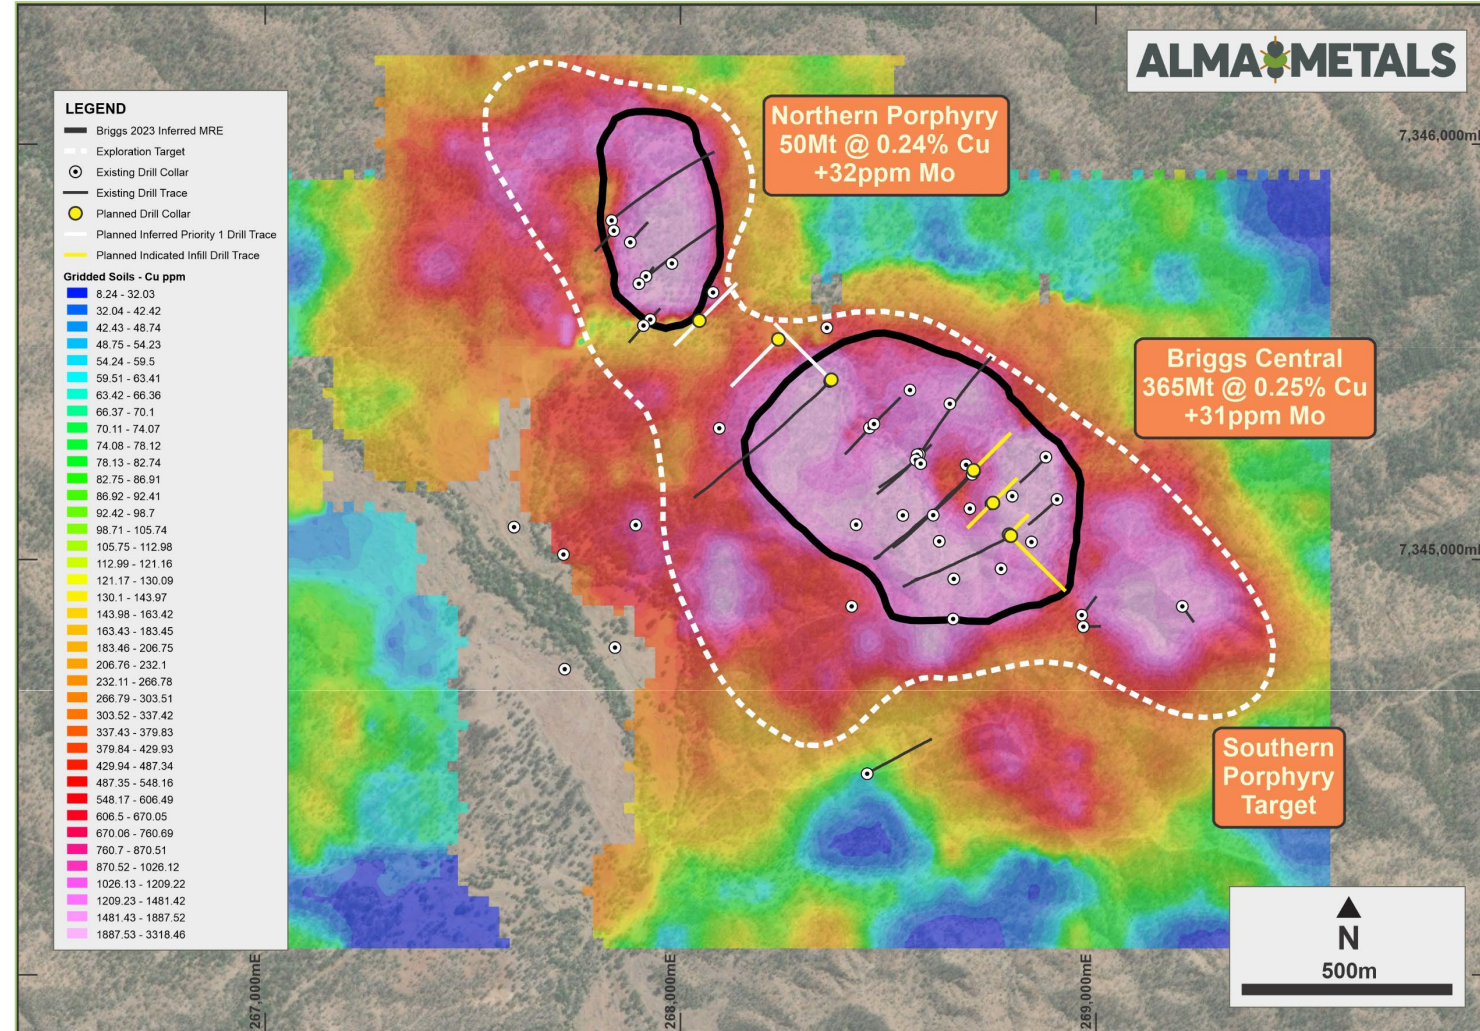 ALMA METALS
LEGEND
Briggs 2023 Inferred MRE
Exploration Target
Existing Drill Collar
Existing Drill Trace
Planned Drill Collar
Planned Inferred Priority 1 Drill Trace
Planned Indicated Infill Drill Trace
Gridded Soils - Cu ppm
8.24 - 32.03
32.04 - 42.42
42.43 - 48.74
48.75 - 54.23
54.24 - 59.5
59.51 - 63.41
63.42 - 66.36
66.37 - 70.1
70.11 - 74.07
74.08 - 78.12
78.13 - 82.74
82.75 - 86.91
86.92 - 92.41
92.42 - 98.7
98.71 - 105.74
105.75 - 112.98
112.99 - 121.16
121.17 - 130.09
130.1 - 143.97
143.98 - 163.42
163.43 - 183.45
183.46 - 206.75
206.76 - 232.1
232.11 - 266.78
266.79 - 303.51
303.52 - 337.42
337.43 - 379.83
379.84 - 429.93
429.94 - 487.34
487.35 - 548.16
548.17 - 606.49
606.5 - 670.05
670.06 - 760.69
760.7 - 870.51
870.52 - 1026.12
1026.13 - 1209.22
1209.23 - 1481.42
1481.43 - 1887.52
1887.53 - 3318.46
Northern Porphyry
50Mt @ 0.24% Cu
+32ppm Mo
7,346,000mN
Briggs Central
365Mt @ 0.25% Cu
+31ppm Mo
7,345,000mN
Southern
Porphyry
Target
N
500m
267,000mE
268,000mE
269,000mE